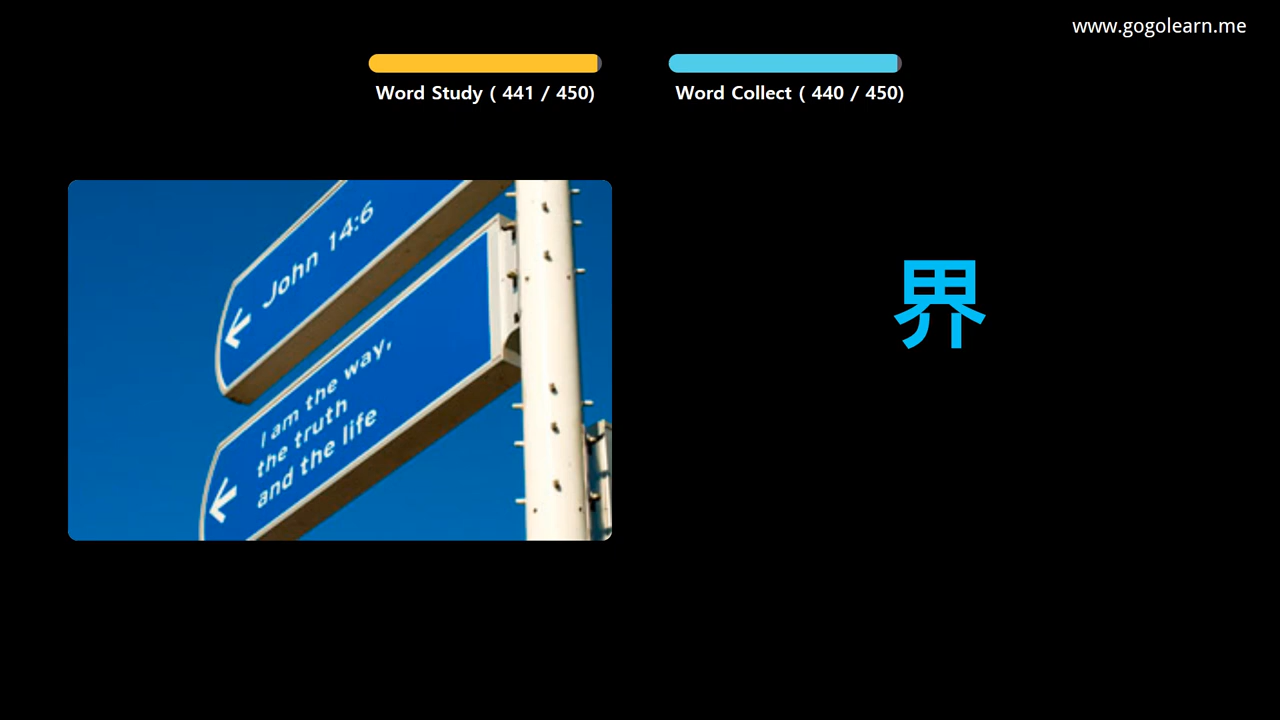 www.gogolearn.me
Word Study ( 441 / 450)
Word Collect ( 440 / 450)
John 14:6
I am the way,
the truth
and the life
界